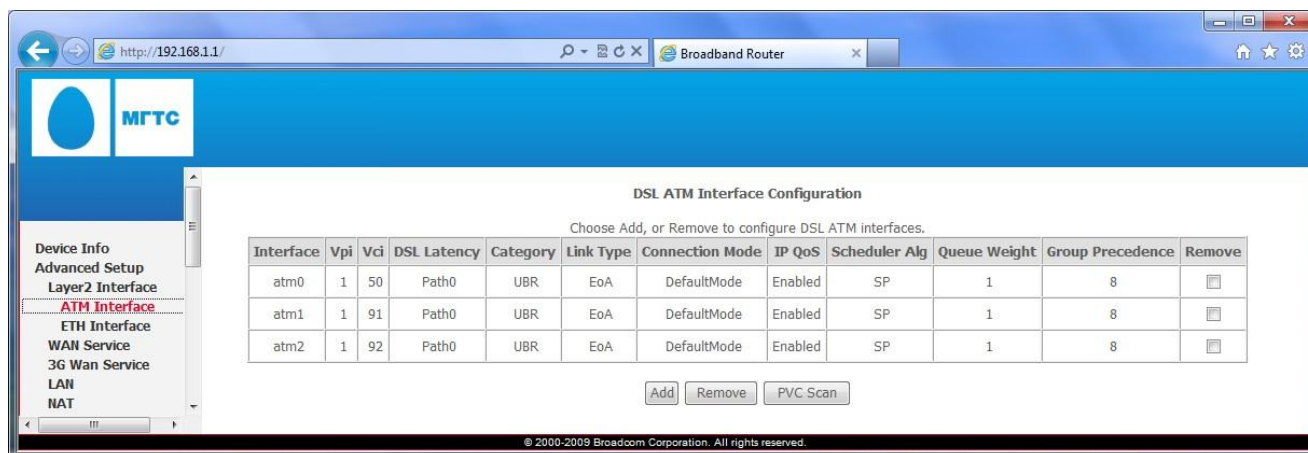 http://192.168.1.1/
Broadband Router
МГТС
DSL ATM Interface Configuration
Choose Add, or Remove to configure DSL ATM interfaces.
Device Info
Advanced Setup
Layer2 Interface
ATM Interface
ETH Interface
WAN Service
3G Wan Service
LAN
NAT
Interface Vpi Vci DSL Latency Category Link Type Connection Mode IP QoS Scheduler Alg Queue Weight Group Precedence Remove
atm0 1 50 Path0 UBR EoA DefaultMode Enabled SP 1 8
atm1 1 91 Path0 UBR EoA DefaultMode Enabled SP 1 8
atm2 1 92 Path0 UBR EoA DefaultMode Enabled SP 1 8
Add Remove PVC Scan
© 2000-2009 Broadcom Corporation. All rights reserved.